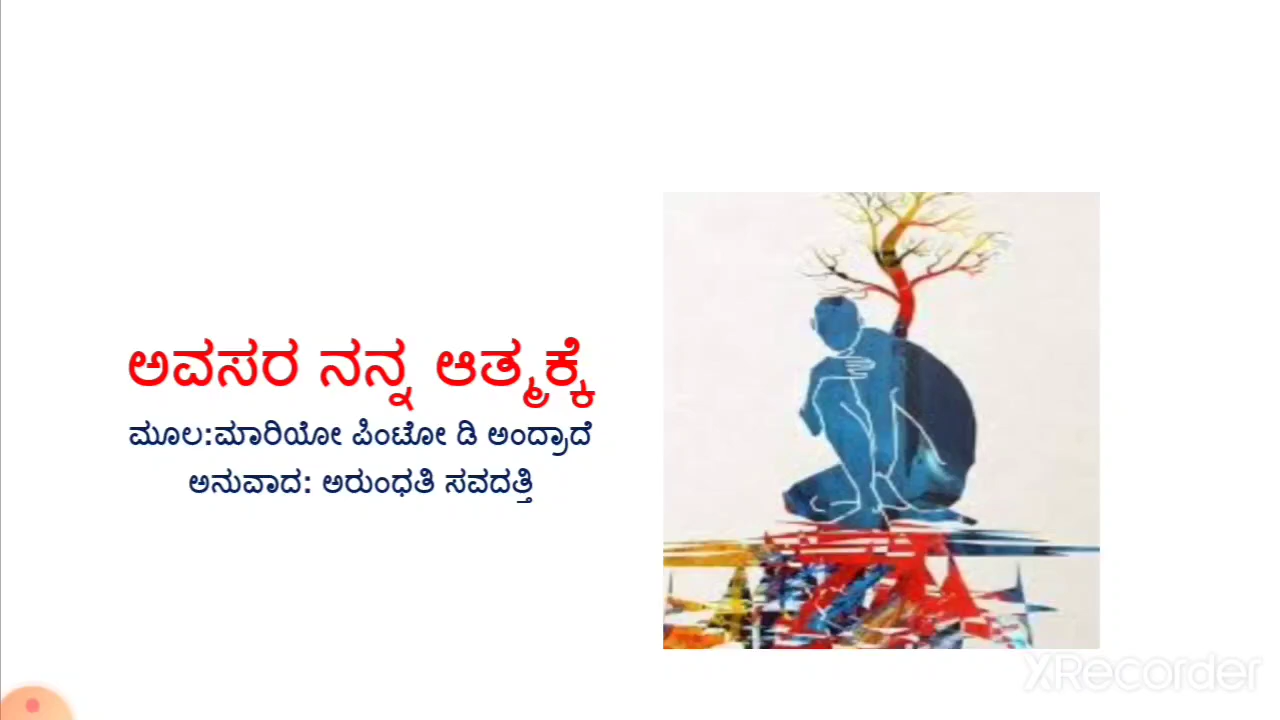 ಅವಸರ ನನ್ನ ಆತ್ಮಕ್ಕೆ
ಮೂಲ:ಮಾರಿಯೋ ಪಿಂಟೋ ಡಿ ಅಂದ್ರಾದೆ
ಅನುವಾದ: ಅರುಂಧತಿ ಸವದತ್ತಿ
XRecorder